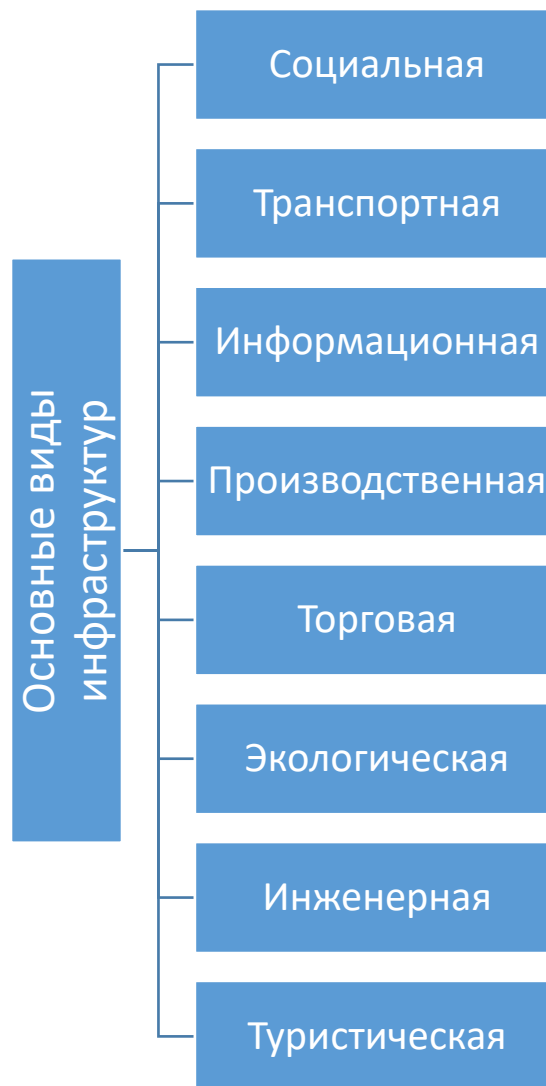 Основные виды
инфраструктур
Социальная
Транспортная
Информационная
Производственная
Торговая
Экологическая
Инженерная
Туристическая